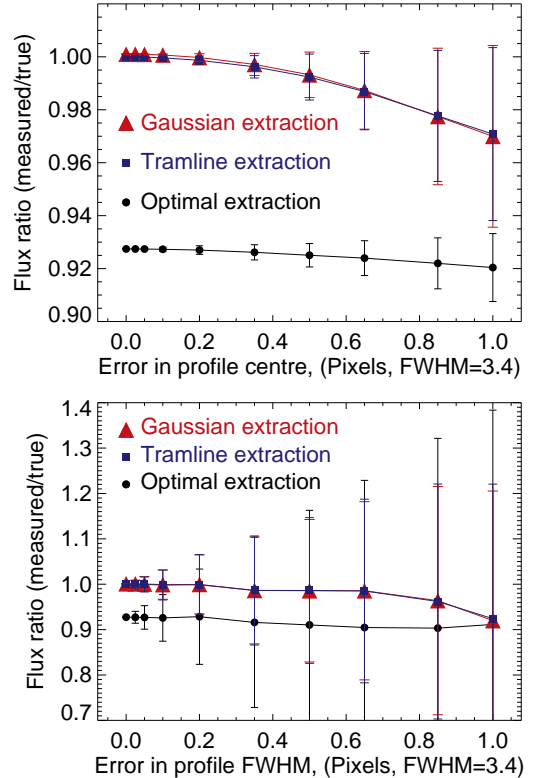 1.00
0.98
0.96
0.94
0.92
0.90
Flux ratio (measured/true)
Gaussian extraction
Tramline extraction
Optimal extraction
0.0 0.2 0.4 0.6 0.8 1.0
Error in profile centre, (Pixels, FWHM=3.4)
1.4
1.3
1.2
1.1
1.0
0.9
0.8
0.7
Flux ratio (measured/true)
Gaussian extraction
Tramline extraction
Optimal extraction
0.0 0.2 0.4 0.6 0.8 1.0
Error in profile FWHM, (Pixels, FWHM=3.4)